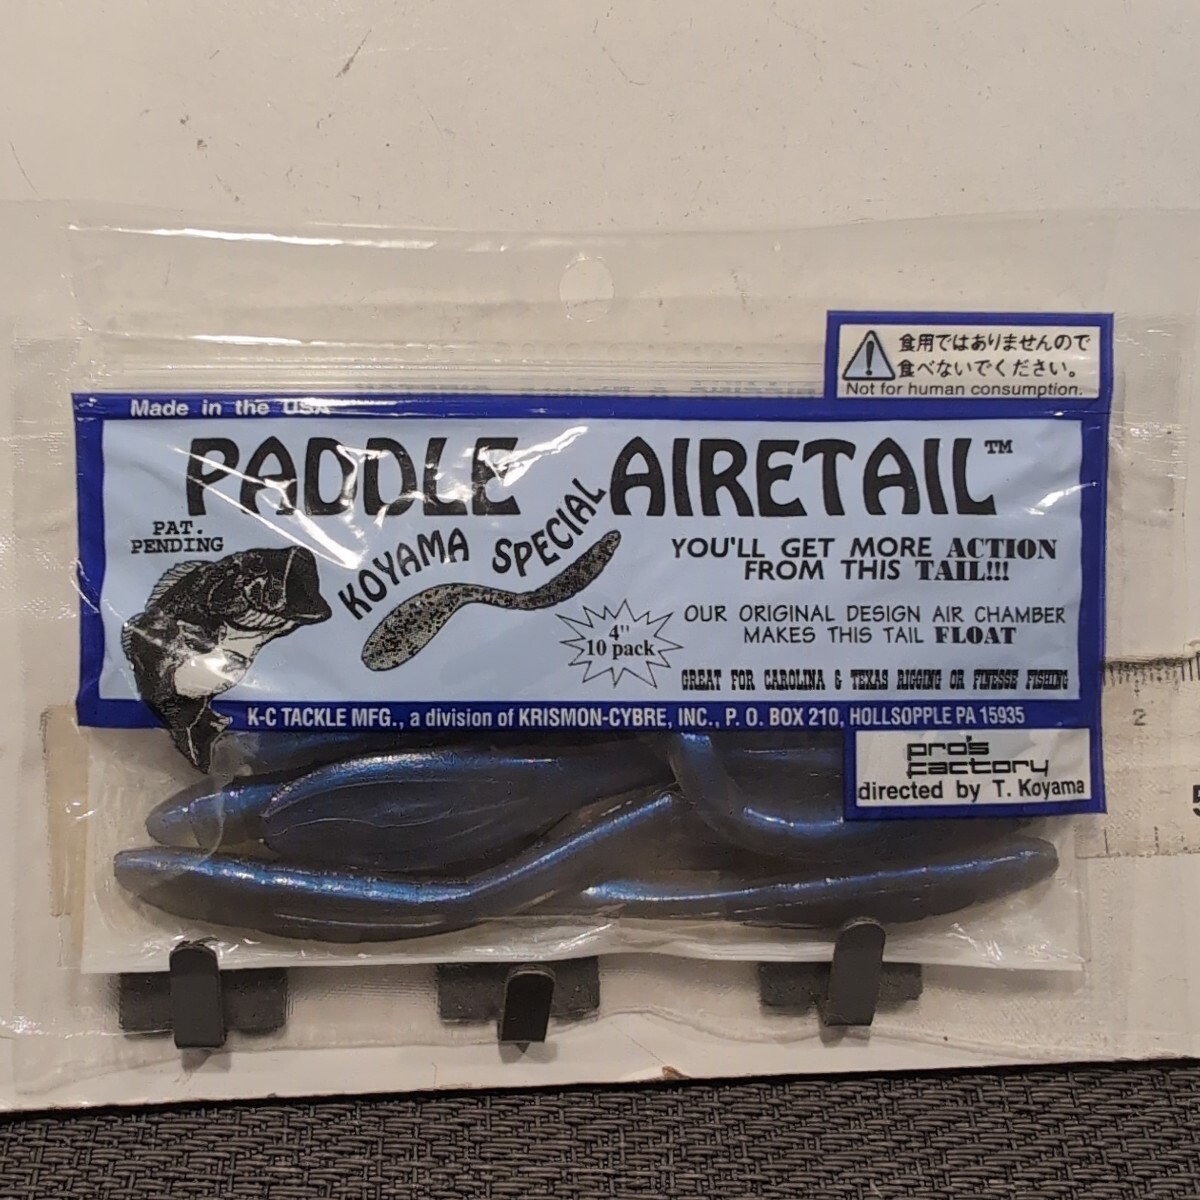 食用ではありませんので
食べないでください。
Not for human consumption.
Made in the USA
PADDLE AIRETAIL™
PAT.
PENDING
KOYAMA SPECIAL
YOU'LL GET MORE ACTION
FROM THIS TAIL!!!
4"
10 pack
OUR ORIGINAL DESIGN AIR CHAMBER
MAKES THIS TAIL FLOAT
GREAT FOR CAROLINA & TEXAS RIGGING OR FINESSE FISHING
K-C TACKLE MFG., a division of KRISMON-CYBRE, INC., P. O. BOX 210, HOLLSOPPLE PA 15935
pro's
factory
directed by T. Koyama
2
5